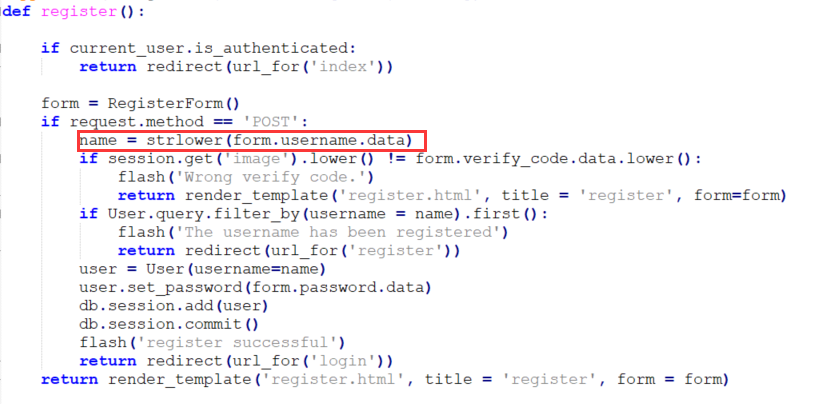 def register():
if current_user.is_authenticated:
return redirect(url_for('index'))
form = RegisterForm()
if request.method == 'POST':
name = strlower(form.username.data)
if session.get('image').lower() != form.verify_code.data.lower():
flash('Wrong verify code.')
return render_template('register.html', title = 'register', form=form)
if User.query.filter_by(username = name).first():
flash('The username has been registered')
return redirect(url_for('register'))
user = User(username=name)
user.set_password(form.password.data)
db.session.add(user)
db.session.commit()
flash('register successful')
return redirect(url_for('login'))
return render_template('register.html', title = 'register', form = form)